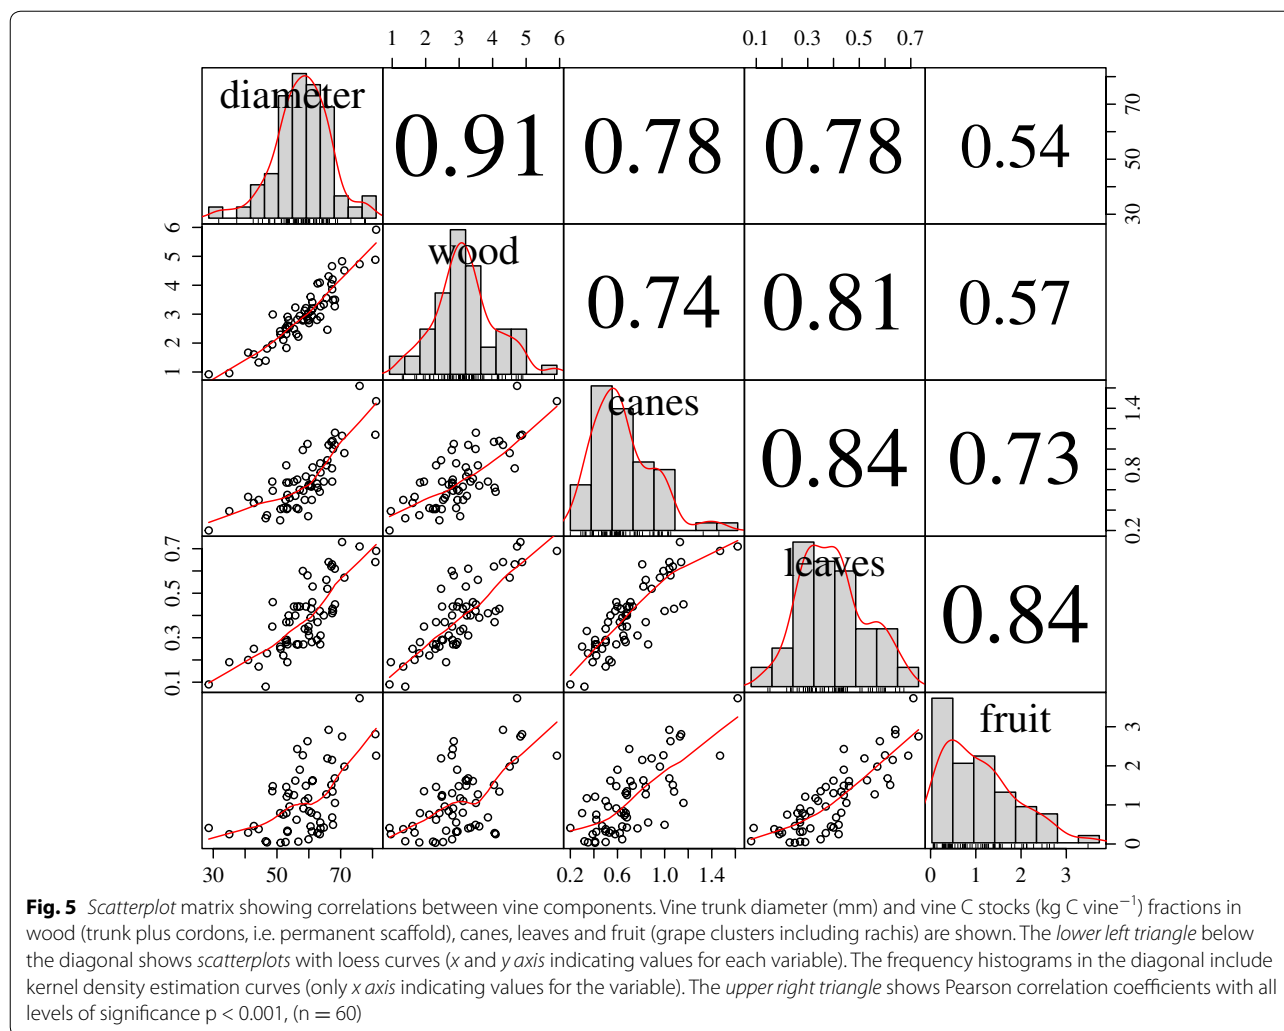 1 2 3 4 5 6 0.1 0.3 0.5 0.7
diameter 0.91 0.78 0.78 0.54 30 50 70
1 2 3 4 5 6 wood 0.74 0.81 0.57
canes 0.84 0.73 0.2 0.8 1.4
0.1 0.3 0.5 0.7 leaves 0.84
fruit 0 1 2 3
30 50 70 0.2 0.6 1.0 1.4 0 1 2 3
Fig. 5 Scatterplot matrix showing correlations between vine components. Vine trunk diameter (mm) and vine C stocks (kg C vine−1) fractions in
wood (trunk plus cordons, i.e. permanent scaffold), canes, leaves and fruit (grape clusters including rachis) are shown. The lower left triangle below
the diagonal shows scatterplots with loess curves (x and y axis indicating values for each variable). The frequency histograms in the diagonal include
kernel density estimation curves (only x axis indicating values for the variable). The upper right triangle shows Pearson correlation coefficients with all
levels of significance p < 0.001, (n = 60)